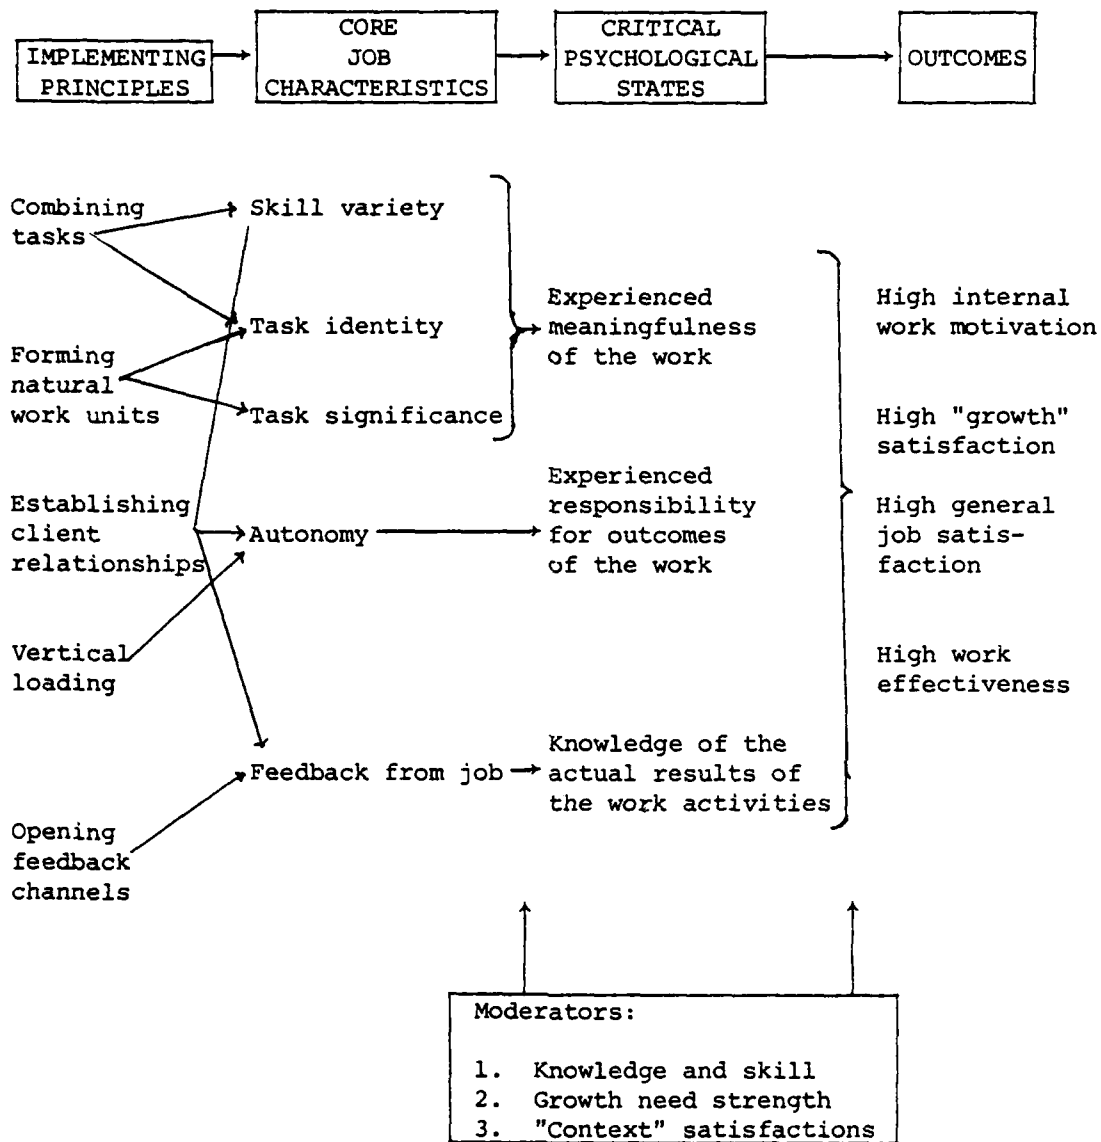 IMPLEMENTING
PRINCIPLES
CORE
JOB
CHARACTERISTICS
CRITICAL
PSYCHOLOGICAL
STATES
OUTCOMES
Combining
tasks
Forming
natural
work units
Establishing
client
relationships
Vertical
loading
Opening
feedback
channels
Skill variety
Task identity
Task significance
Autonomy
Feedback from job
Experienced
meaningfulness
of the work
Experienced
responsibility
for outcomes
of the work
Knowledge of the
actual results of
the work activities
High internal
work motivation
High "growth"
satisfaction
High general
job satis-
faction
High work
effectiveness
Moderators:
1. Knowledge and skill
2. Growth need strength
3. "Context" satisfactions